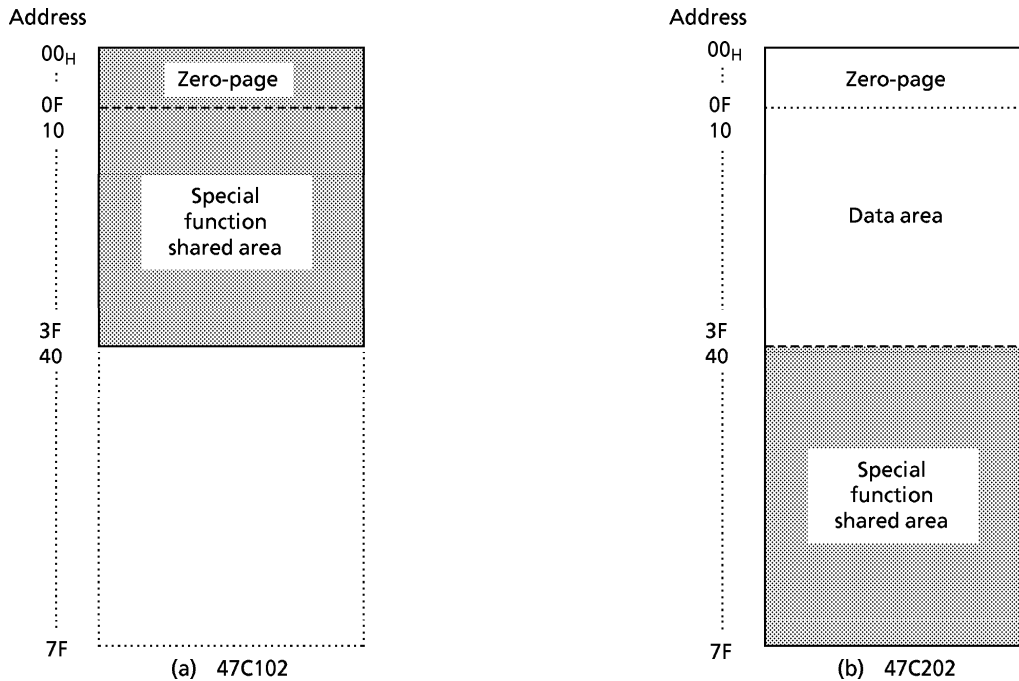 Address
00H
Zero-page
0F
10
Special
function
shared area
3F
40
7F
(a) 47C102
Address
00H
Zero-page
0F
10
Data area
3F
40
Special
function
shared area
7F
(b) 47C202